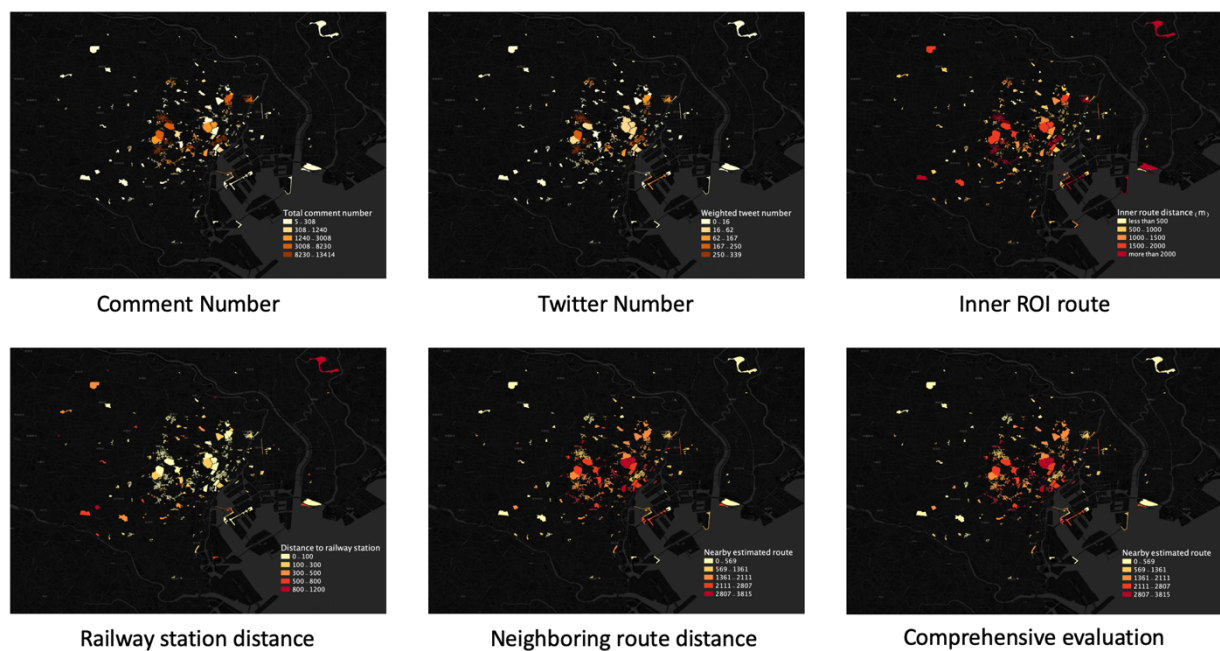 Total comment number
5 - 308
308 - 1240
1240 - 3008
3008 - 8230
8230 - 13414
Weighted tweet number
0 - 16
16 - 62
62 - 167
167 - 250
250 - 339
Inner route distance (m)
less than 500
500 - 1000
1000 - 1500
1500 - 2000
more than 2000
Comment Number
Twitter Number
Inner ROI route
Distance to railway station
0 - 100
100 - 300
300 - 500
500 - 800
800 - 1200
Nearby estimated route
0 - 569
569 - 1361
1361 - 2111
2111 - 2807
2807 - 3815
Nearby estimated route
0 - 569
569 - 1361
1361 - 2111
2111 - 2807
2807 - 3815
Railway station distance
Neighboring route distance
Comprehensive evaluation